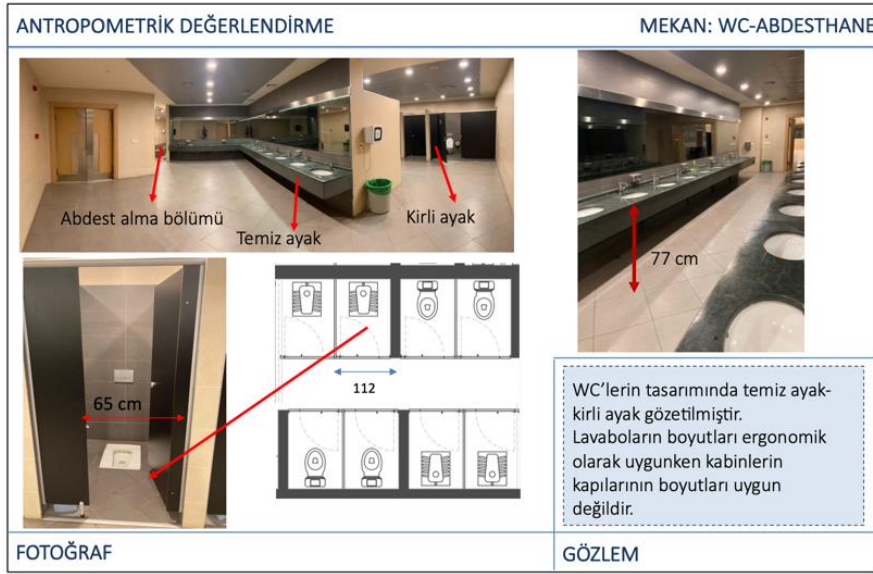 ANTROPOMETRİK DEĞERLENDİRME
MEKAN: WC-ABDESTHANE
Abdest alma bölümü
Temiz ayak
Kirli ayak
77 cm
65 cm
112
WC’lerin tasarımında temiz ayak-
kirli ayak gözetilmiştir.
Lavaboların boyutları ergonomik
olarak uygunken kabinlerin
kapılarının boyutları uygun
değildir.
FOTOĞRAF
GÖZLEM